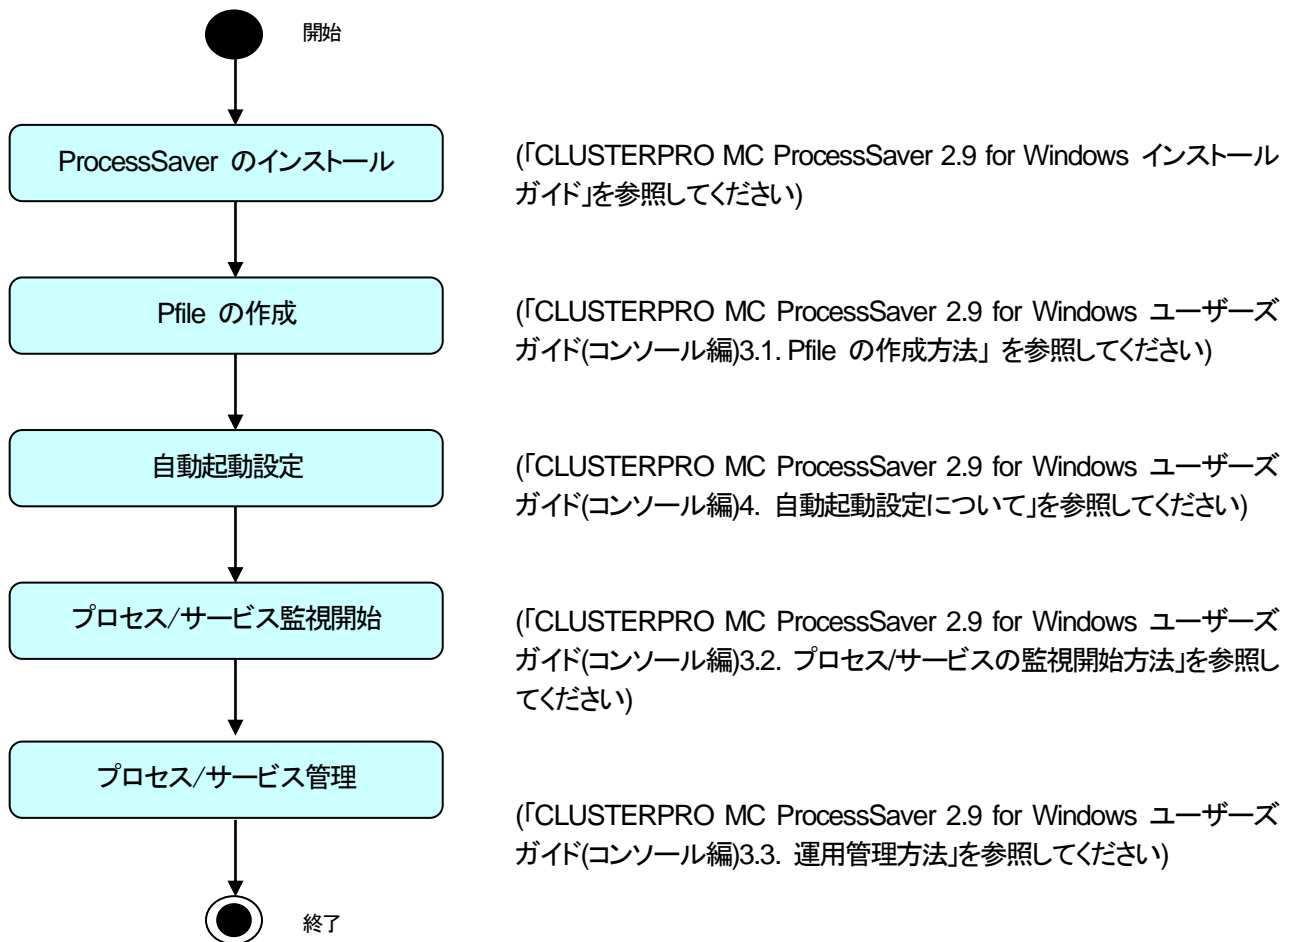 開始
ProcessSaver のインストール
(「CLUSTERPRO MC ProcessSaver 2.9 for Windows インストール
ガイド」を参照してください)
Pfile の作成
(「CLUSTERPRO MC ProcessSaver 2.9 for Windows ユーザーズ
ガイド(コンソール編)3.1. Pfile の作成方法」 を参照してください)
自動起動設定
(「CLUSTERPRO MC ProcessSaver 2.9 for Windows ユーザーズ
ガイド(コンソール編)4. 自動起動設定について」を参照してください)
プロセス/サービス監視開始
(「CLUSTERPRO MC ProcessSaver 2.9 for Windows ユーザーズ
ガイド(コンソール編)3.2. プロセス/サービスの監視開始方法」を参照し
てください)
プロセス/サービス管理
(「CLUSTERPRO MC ProcessSaver 2.9 for Windows ユーザーズ
ガイド(コンソール編)3.3. 運用管理方法」を参照してください)
終了